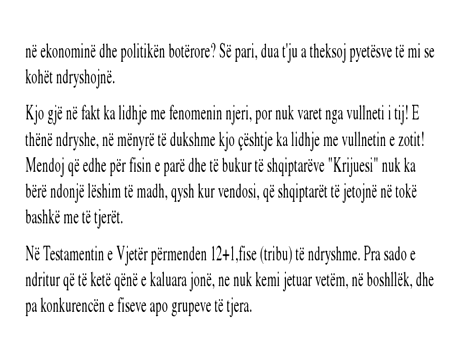 në ekonominë dhe politikën botërore? Së pari, dua t'ju a theksoj pyetësve të mi se
kohët ndryshojnë.
Kjo gjë në fakt ka lidhje me fenomenin njeri, por nuk varet nga vullneti i tij! E
thënë ndryshe, në mënyrë të dukshme kjo çështje ka lidhje me vullnetin e zotit!
Mendoj që edhe për fisin e parë dhe të bukur të shqiptarëve "Krijuesi" nuk ka
bërë ndonjë lëshim të madh, qysh kur vendosi, që shqiptarët të jetojnë në tokë
bashkë me të tjerët.
Në Testamentin e Vjetër përmenden 12+1,fise (tribu) të ndryshme. Pra sado e
ndritur që të ketë qënë e kaluara jonë, ne nuk kemi jetuar vetëm, në boshllëk, dhe
pa konkurencën e fiseve apo grupeve të tjera.